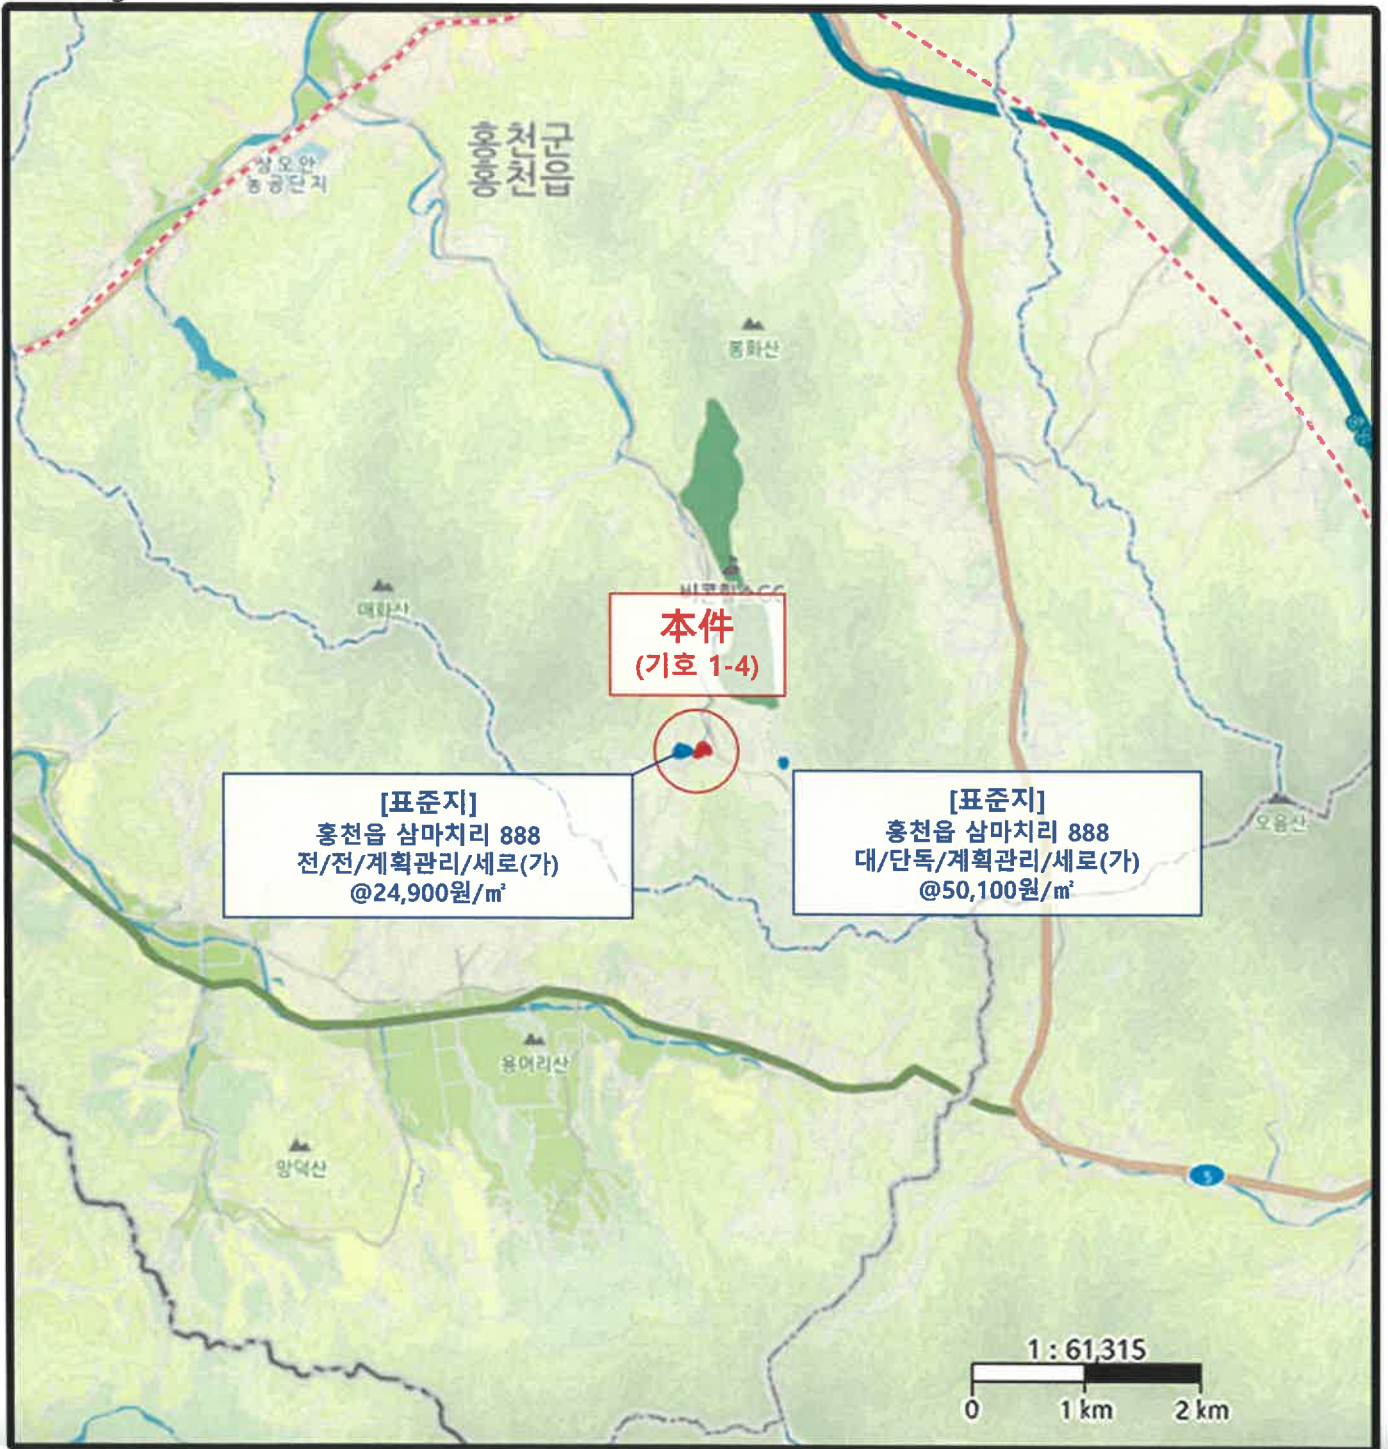 홍천군
홍천읍
상오안
농공단지
봉화산
매화산
本件
(기호 1-4)
[표준지]
홍천읍 삼마치리 888
전/전/계획관리/세로(가)
@24,900원/㎡
[표준지]
홍천읍 삼마치리 888
대/단독/계획관리/세로(가)
@50,100원/㎡
오음산
용머리산
망덕산
5
1 : 61,315
0 1 km 2 km